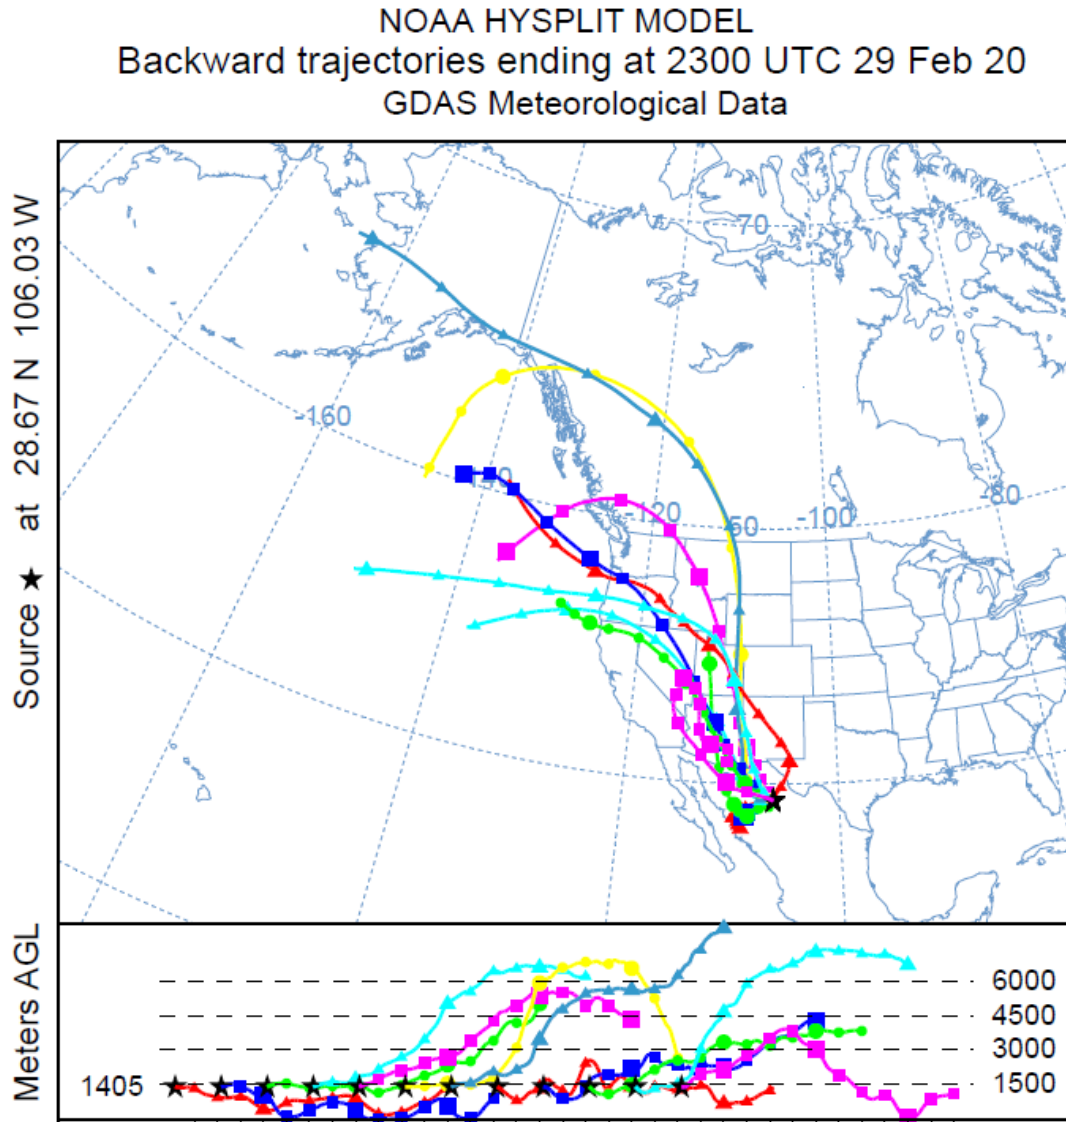 NOAA HYSPLIT MODEL
Backward trajectories ending at 2300 UTC 29 Feb 20
GDAS Meteorological Data
Source ★ at 28.67 N 106.03 W
70
-160
-140
-120
50
-100
-80
Meters AGL
6000
4500
3000
1500
1405